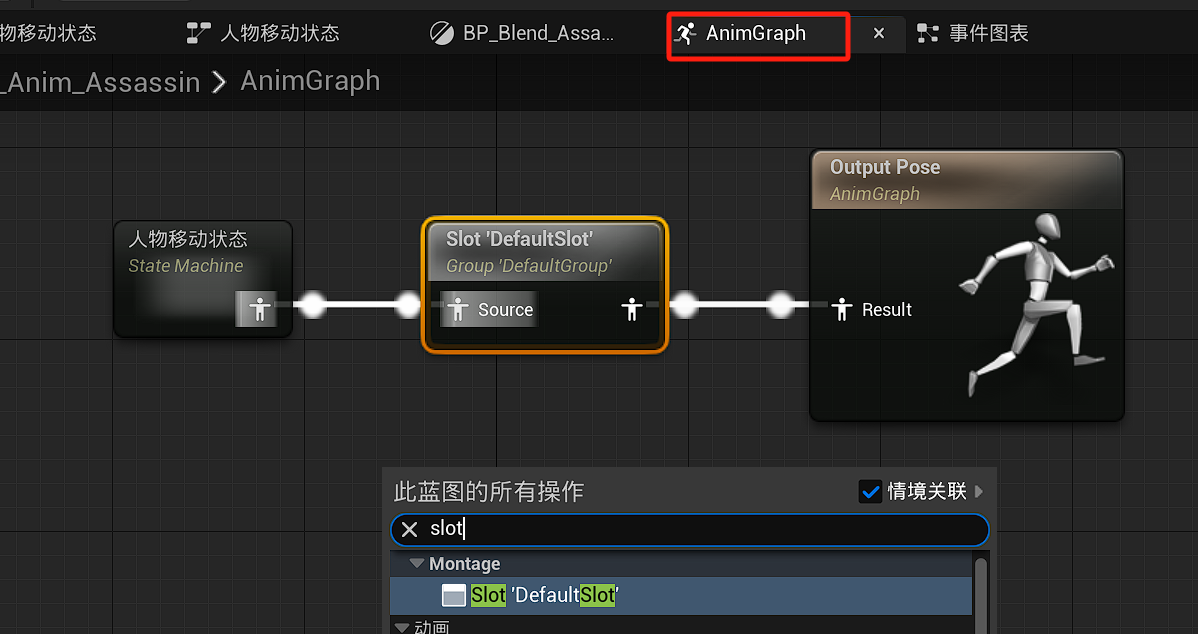 物移动状态 人物移动状态 BP_Blend_Assa... AnimGraph × 事件图表
_Anim_Assassin > AnimGraph
Output Pose
AnimGraph
人物移动状态
State Machine
Slot 'DefaultSlot'
Group 'DefaultGroup'
Source
Result
此蓝图的所有操作 情境关联
slot
Montage
Slot 'DefaultSlot'
动画